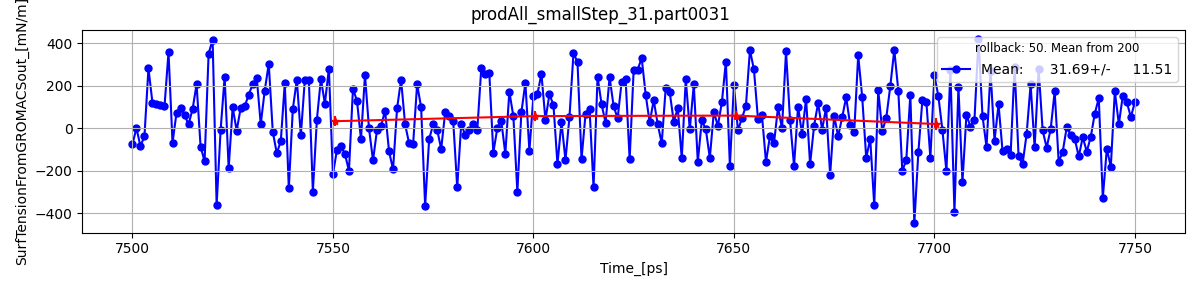 prodAll_smallStep_31.part0031
SurfTensionFromGROMACSout_[mN/m]
400
200
0
−200
−400
rollback: 50. Mean from 200
Mean: 31.69+/- 11.51
7500 7550 7600 7650 7700 7750
Time_[ps]